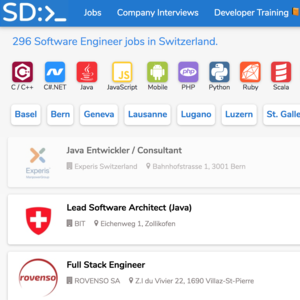 SD:>_ Jobs Company Interviews Developer Training
296 Software Engineer jobs in Switzerland.
JS php
C / C++ C#.NET Java JavaScript Mobile PHP Python Ruby Scala
Basel Bern Geneva Lausanne Lugano Luzern St. Galle
Java Entwickler / Consultant
Experis Switzerland Bahnhofstrasse 1, 3001 Bern
Experis
Lead Software Architect (Java)
BIT Eichenweg 1, Zollikofen
Full Stack Engineer
ROVENSO SA Z.I du Vivier 22, 1690 Villaz-St-Pierre
rovenso